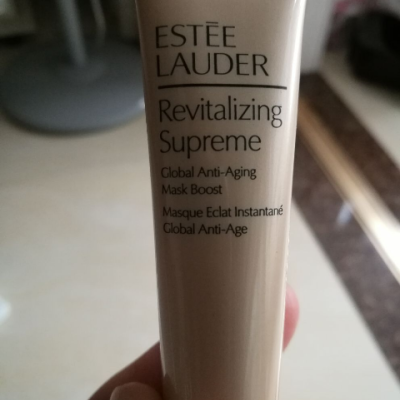 ESTĒE
LAUDER
Revitalizing
Supreme
Global Anti-Aging
Mask Boost
Masque Eclat Instantané
Global Anti-Age